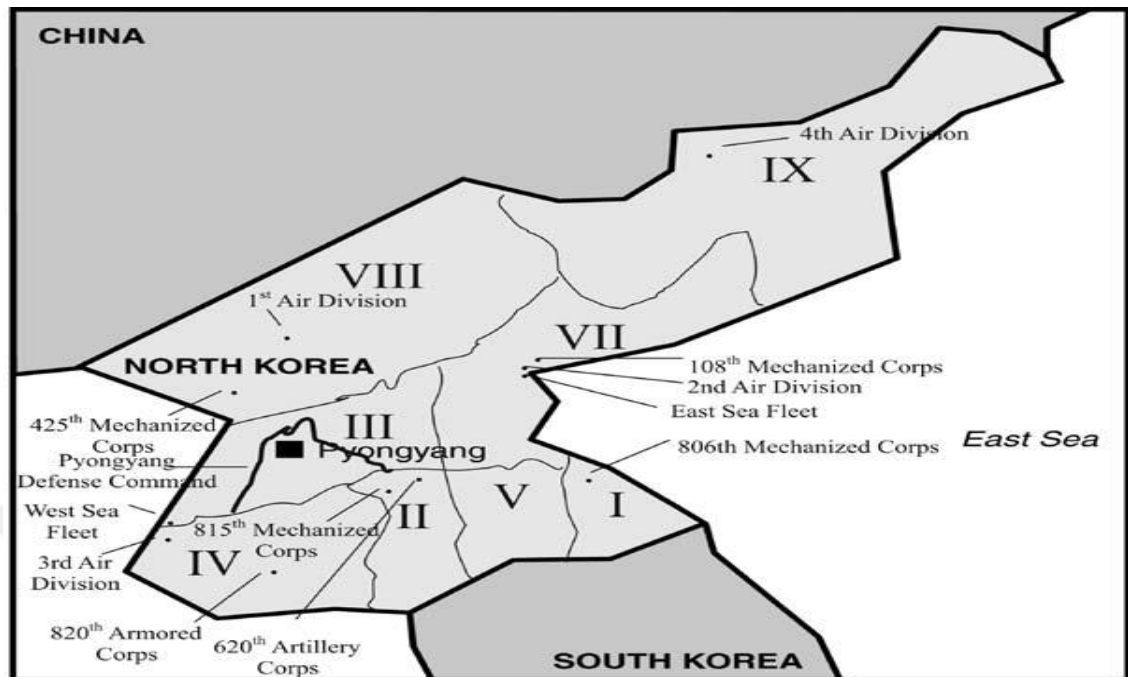 CHINA
4th Air Division
IX
VIII
1st Air Division
VII
NORTH KOREA
108th Mechanized Corps
2nd Air Division
East Sea Fleet
425th Mechanized
Corps
III
Pyongyang
East Sea
806th Mechanized Corps
Pyongyang
Defense Command
West Sea
Fleet
815th Mechanized
Corps
II
V
I
3rd Air
Division
IV
820th Armored
Corps
620th Artillery
Corps
SOUTH KOREA